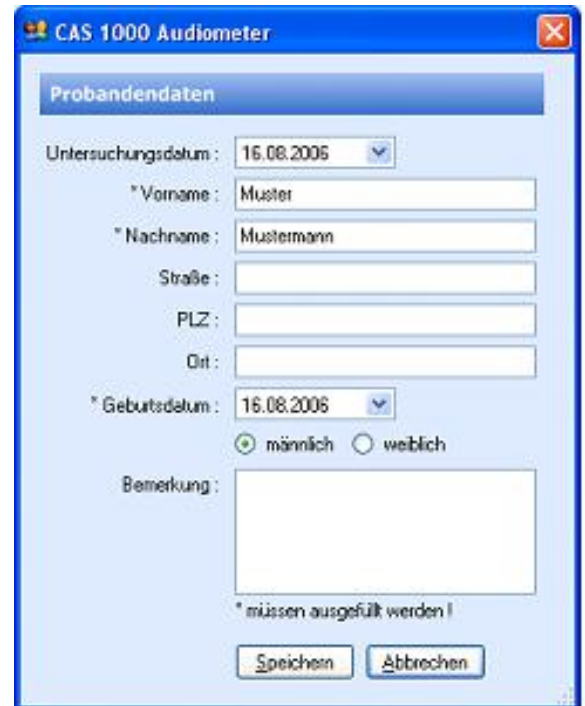 CAS 1000 Audiometer
Probandendaten
Untersuchungsdatum : 16.08.2006
* Vorname : Muster
* Nachname : Mustermann
Straße :
PLZ :
Ort :
* Geburtsdatum : 16.08.2006
männlich weiblich
Bemerkung :
* müssen ausgefüllt werden !
Speichern Abbrechen